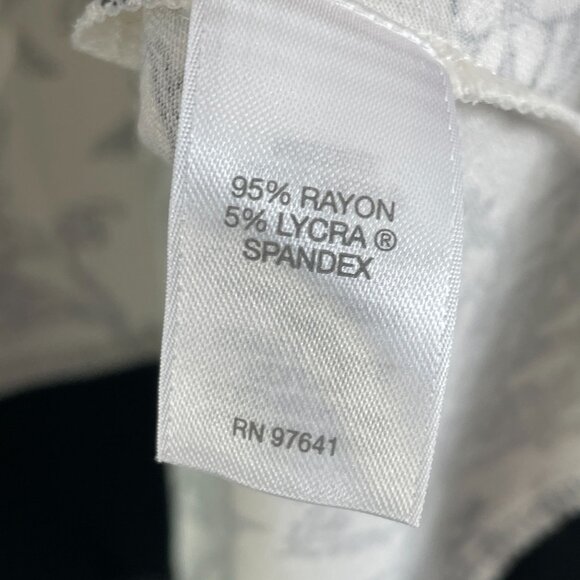 95% RAYON
5% LYCRA ®
SPANDEX
RN 97641